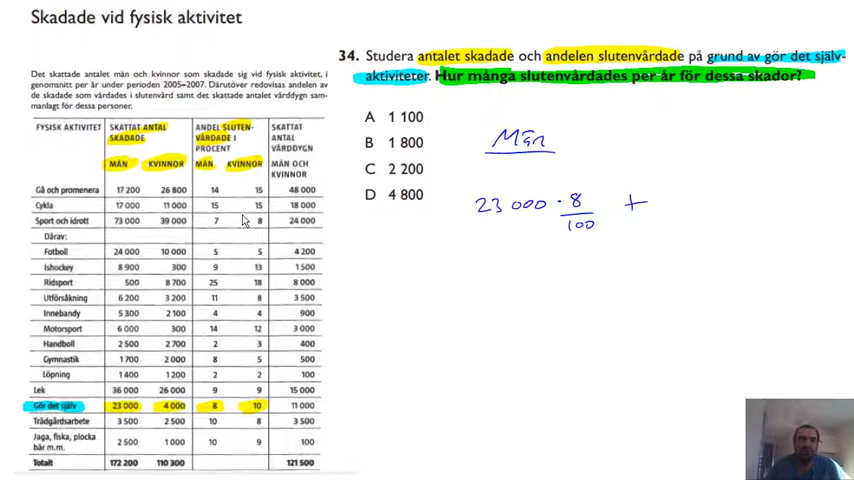 Skadade vid fysisk aktivitet
Det skattade antalet män och kvinnor som skadade sig vid fysisk aktivitet, i
genomsnitt per år under perioden 2005–2007. Därutöver redovisas andelen av
de skadade som vårdades i slutenvård samt det skattade antalet vårddygn sam-
manlagt för dessa personer.
FYSISK AKTIVITET SKATTAT ANTAL SKADADE ANDEL SLUTEN-VÅRDADE I PROCENT SKATTAT ANTAL VÅRDDYGN
MÄN KVINNOR MÄN KVINNOR MÄN OCH KVINNOR
Gå och promenera 17 200 26 800 14 15 48 000
Cykla 17 000 11 000 15 15 18 000
Sport och idrott 73 000 39 000 7 8 24 000
Därav:
Fotboll 24 000 10 000 5 5 4 200
Ishockey 8 900 300 9 13 1 500
Ridsport 500 8 700 25 18 8 000
Utförsåkning 6 200 3 200 11 8 3 500
Innebandy 5 300 2 100 4 4 900
Motorsport 6 000 300 14 12 3 000
Handboll 2 500 2 700 2 3 400
Gymnastik 1 700 2 000 8 5 500
Löpning 1 400 1 200 2 2 100
Lek 36 000 26 000 9 9 15 000
Gör det själv 23 000 4 000 8 10 11 000
Trädgårdsarbete 3 500 2 500 10 8 3 500
Jaga, fiska, plocka
bär m.m. 2 500 1 000 10 9 100
Totalt 172 200 110 300 121 500
34. Studera antalet skadade och andelen slutenvårdade på grund av gör det själv-
aktiviteter. Hur många slutenvårdades per år för dessa skador?
A 1 100
B 1 800
C 2 200
D 4 800
Män
23 000 · 8/100 +